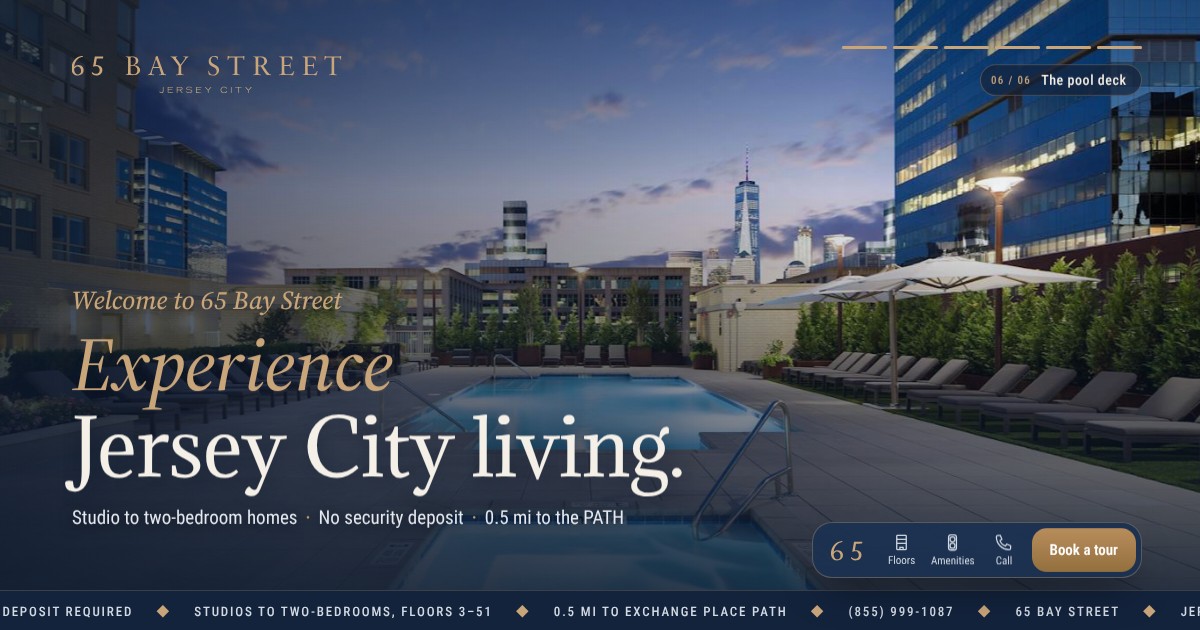 65 BAY STREET
JERSEY CITY
06 / 06 The pool deck
Welcome to 65 Bay Street
Experience
Jersey City living.
Studio to two-bedroom homes · No security deposit · 0.5 mi to the PATH
65 Floors Amenities Call Book a tour
DEPOSIT REQUIRED ◆ STUDIOS TO TWO-BEDROOMS, FLOORS 3–51 ◆ 0.5 MI TO EXCHANGE PLACE PATH ◆ (855) 999-1087 ◆ 65 BAY STREET ◆